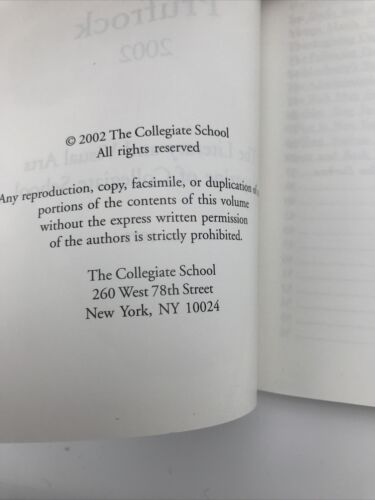 © 2002 The Collegiate School
All rights reserved
Any reproduction, copy, facsimile, or duplication of
portions of the contents of this volume
without the express written permission
of the authors is strictly prohibited.
The Collegiate School
260 West 78th Street
New York, NY 10024